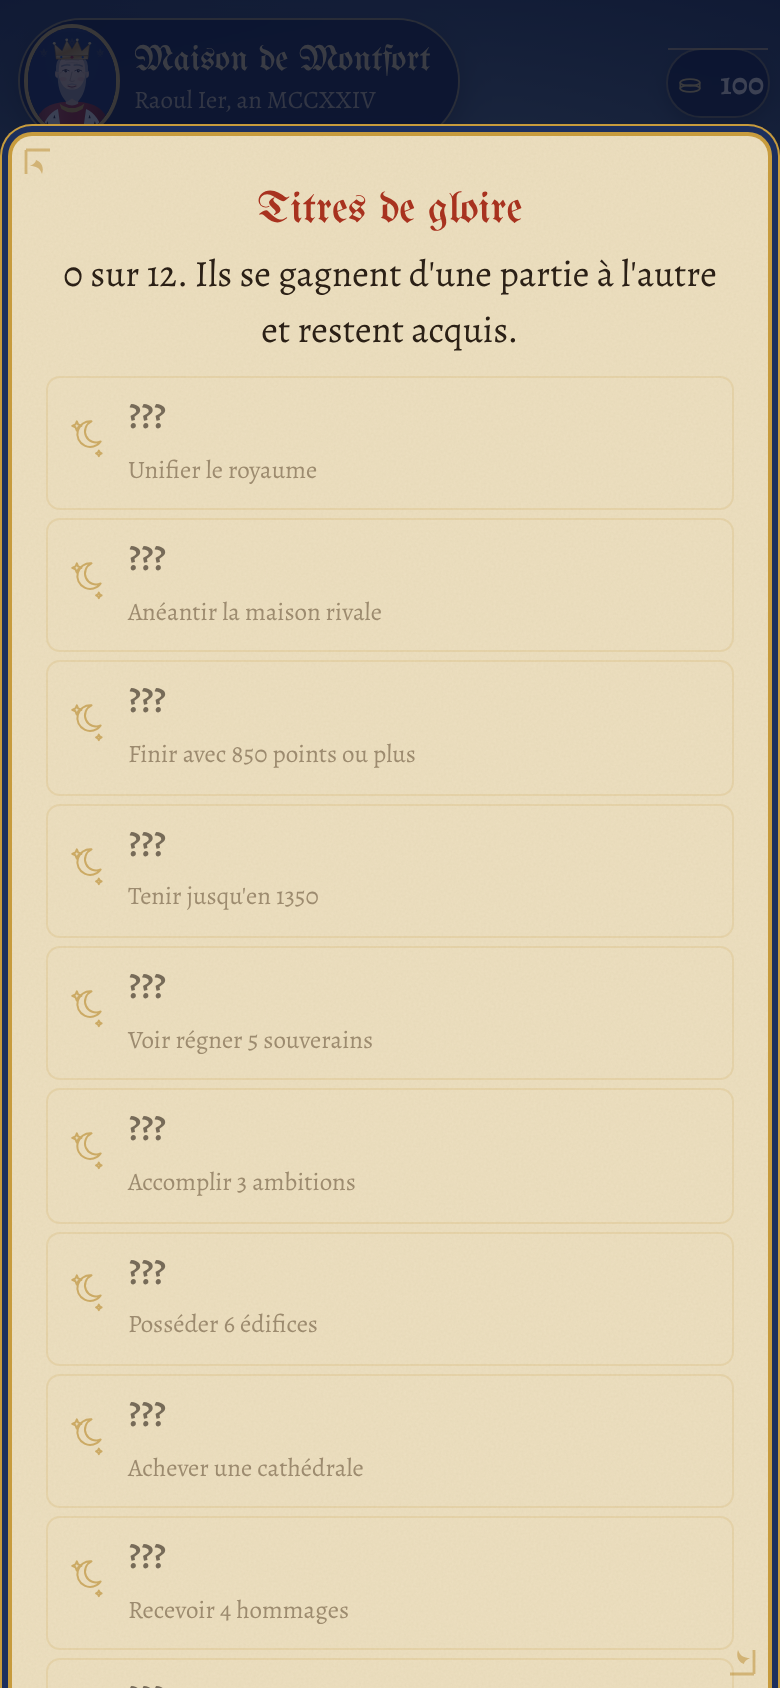 Maison de Montfort
Raoul Ier, an MCCXXIV
100
Titres de gloire
0 sur 12. Ils se gagnent d'une partie à l'autre
et restent acquis.
???
Unifier le royaume
???
Anéantir la maison rivale
???
Finir avec 850 points ou plus
???
Tenir jusqu'en 1350
???
Voir régner 5 souverains
???
Accomplir 3 ambitions
???
Posséder 6 édifices
???
Achever une cathédrale
???
Recevoir 4 hommages
???